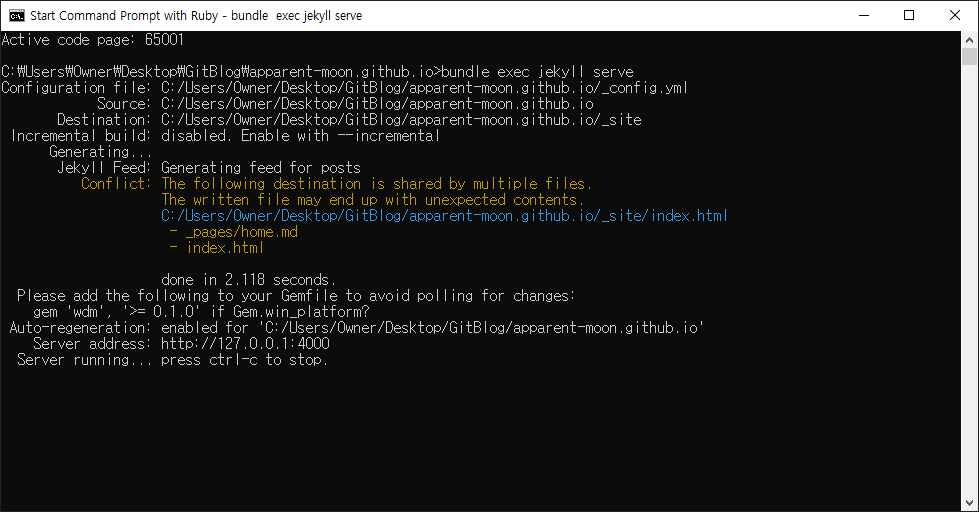 Start Command Prompt with Ruby - bundle  exec jekyll serve
Active code page: 65001
C:₩Users₩Owner₩Desktop₩GitBlog₩apparent-moon.github.io>bundle exec jekyll serve
Configuration file: C:/Users/Owner/Desktop/GitBlog/apparent-moon.github.io/_config.yml
Source: C:/Users/Owner/Desktop/GitBlog/apparent-moon.github.io
Destination: C:/Users/Owner/Desktop/GitBlog/apparent-moon.github.io/_site
Incremental build: disabled. Enable with --incremental
Generating...
Jekyll Feed: Generating feed for posts
Conflict: The following destination is shared by multiple files.
The written file may end up with unexpected contents.
C:/Users/Owner/Desktop/GitBlog/apparent-moon.github.io/_site/index.html
- _pages/home.md
- index.html
done in 2.118 seconds.
Please add the following to your Gemfile to avoid polling for changes:
gem 'wdm', '>= 0.1.0' if Gem.win_platform?
Auto-regeneration: enabled for 'C:/Users/Owner/Desktop/GitBlog/apparent-moon.github.io'
Server address: http://127.0.0.1:4000
Server running... press ctrl-c to stop.